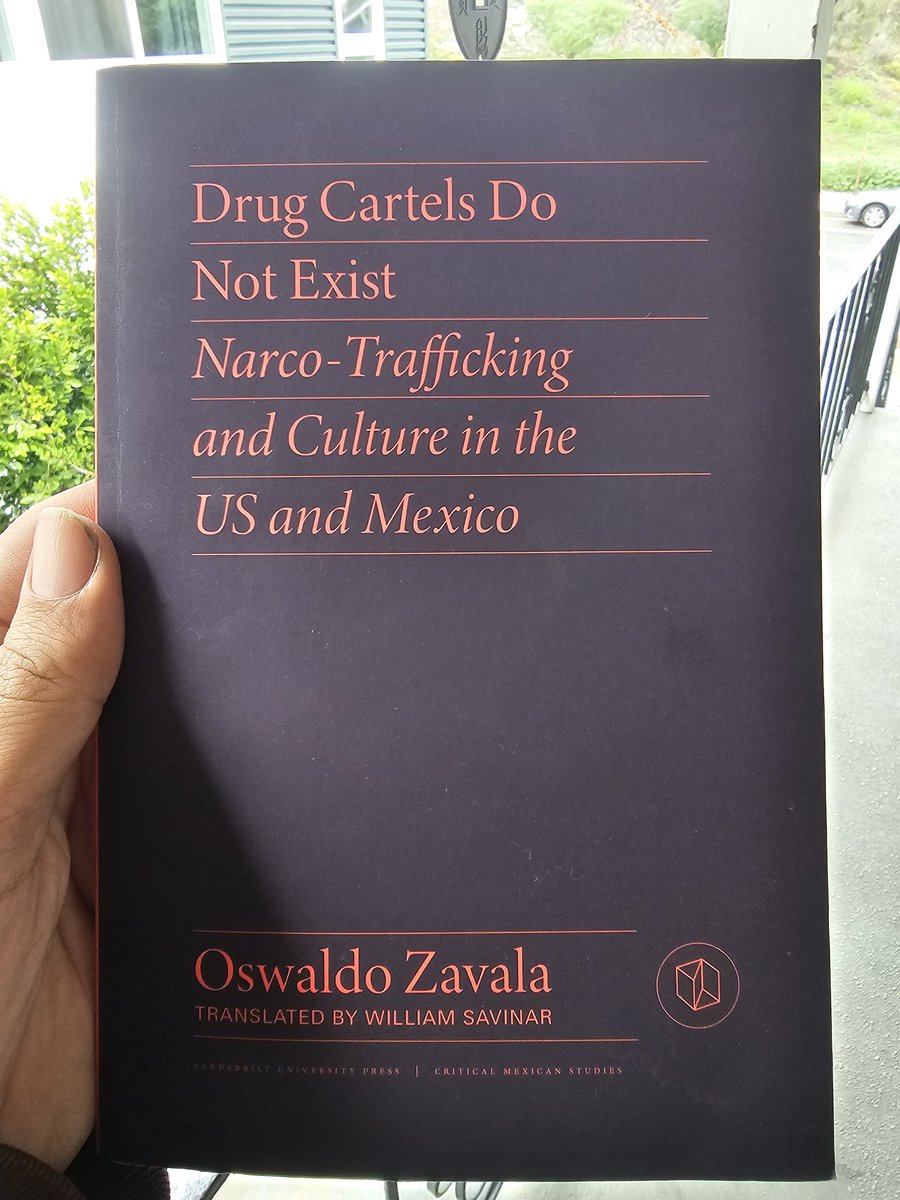 Drug Cartels Do
Not Exist
Narco-Trafficking
and Culture in the
US and Mexico
Oswaldo Zavala
TRANSLATED BY WILLIAM SAVINAR
VANDERBILT UNIVERSITY PRESS | CRITICAL MEXICAN STUDIES